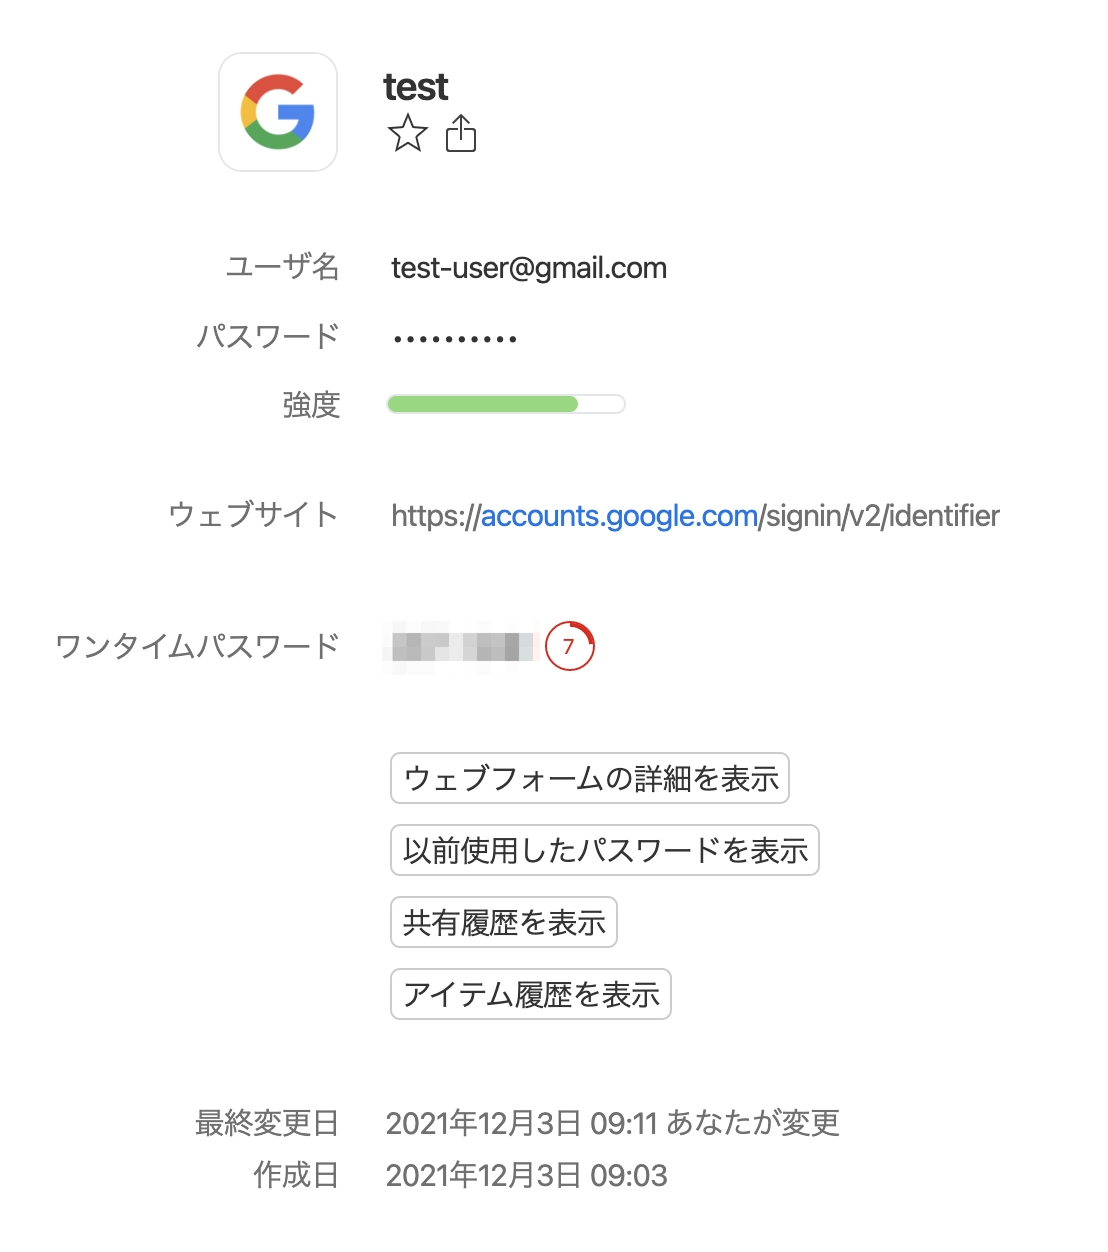 test
ユーザ名 test-user@gmail.com
パスワード ••••••••••
強度
ウェブサイト https://accounts.google.com/signin/v2/identifier
ワンタイムパスワード 7
ウェブフォームの詳細を表示
以前使用したパスワードを表示
共有履歴を表示
アイテム履歴を表示
最終変更日 2021年12月3日 09:11 あなたが変更
作成日 2021年12月3日 09:03